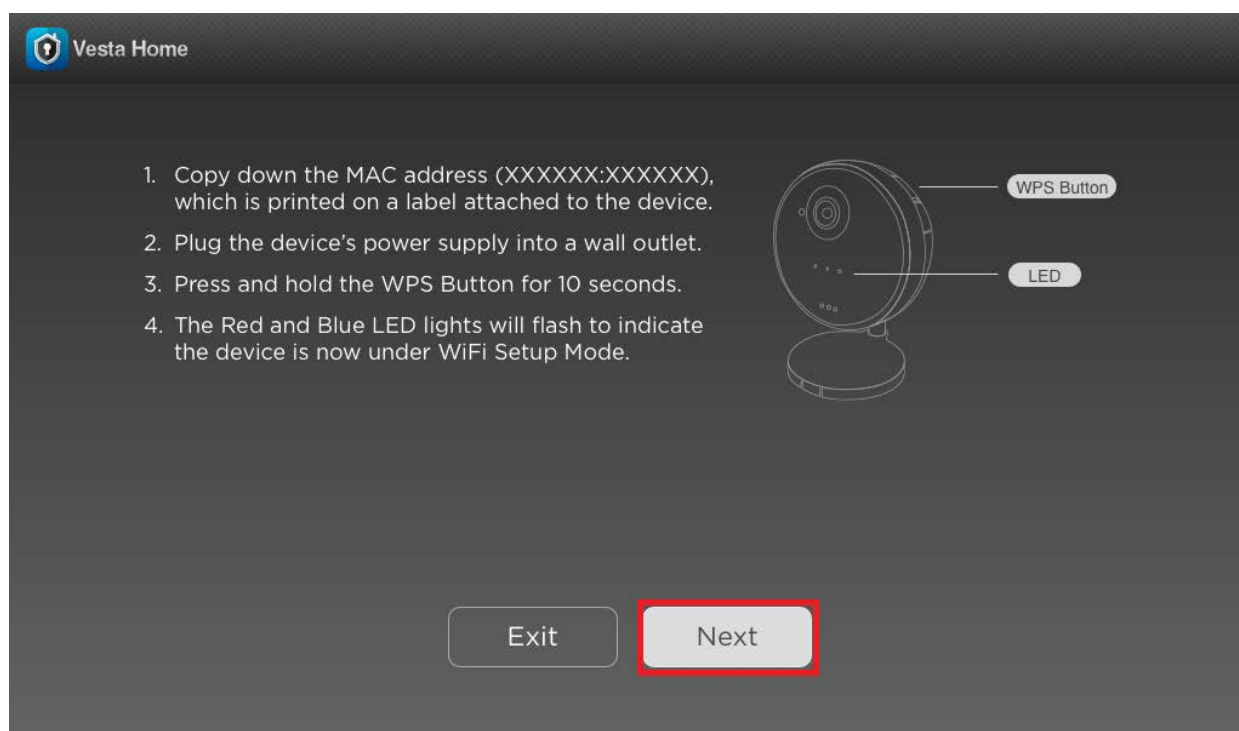 Vesta Home
1. Copy down the MAC address (XXXXXX:XXXXXX),
which is printed on a label attached to the device.
2. Plug the device's power supply into a wall outlet.
3. Press and hold the WPS Button for 10 seconds.
4. The Red and Blue LED lights will flash to indicate
the device is now under WiFi Setup Mode.
WPS Button
LED
Exit
Next